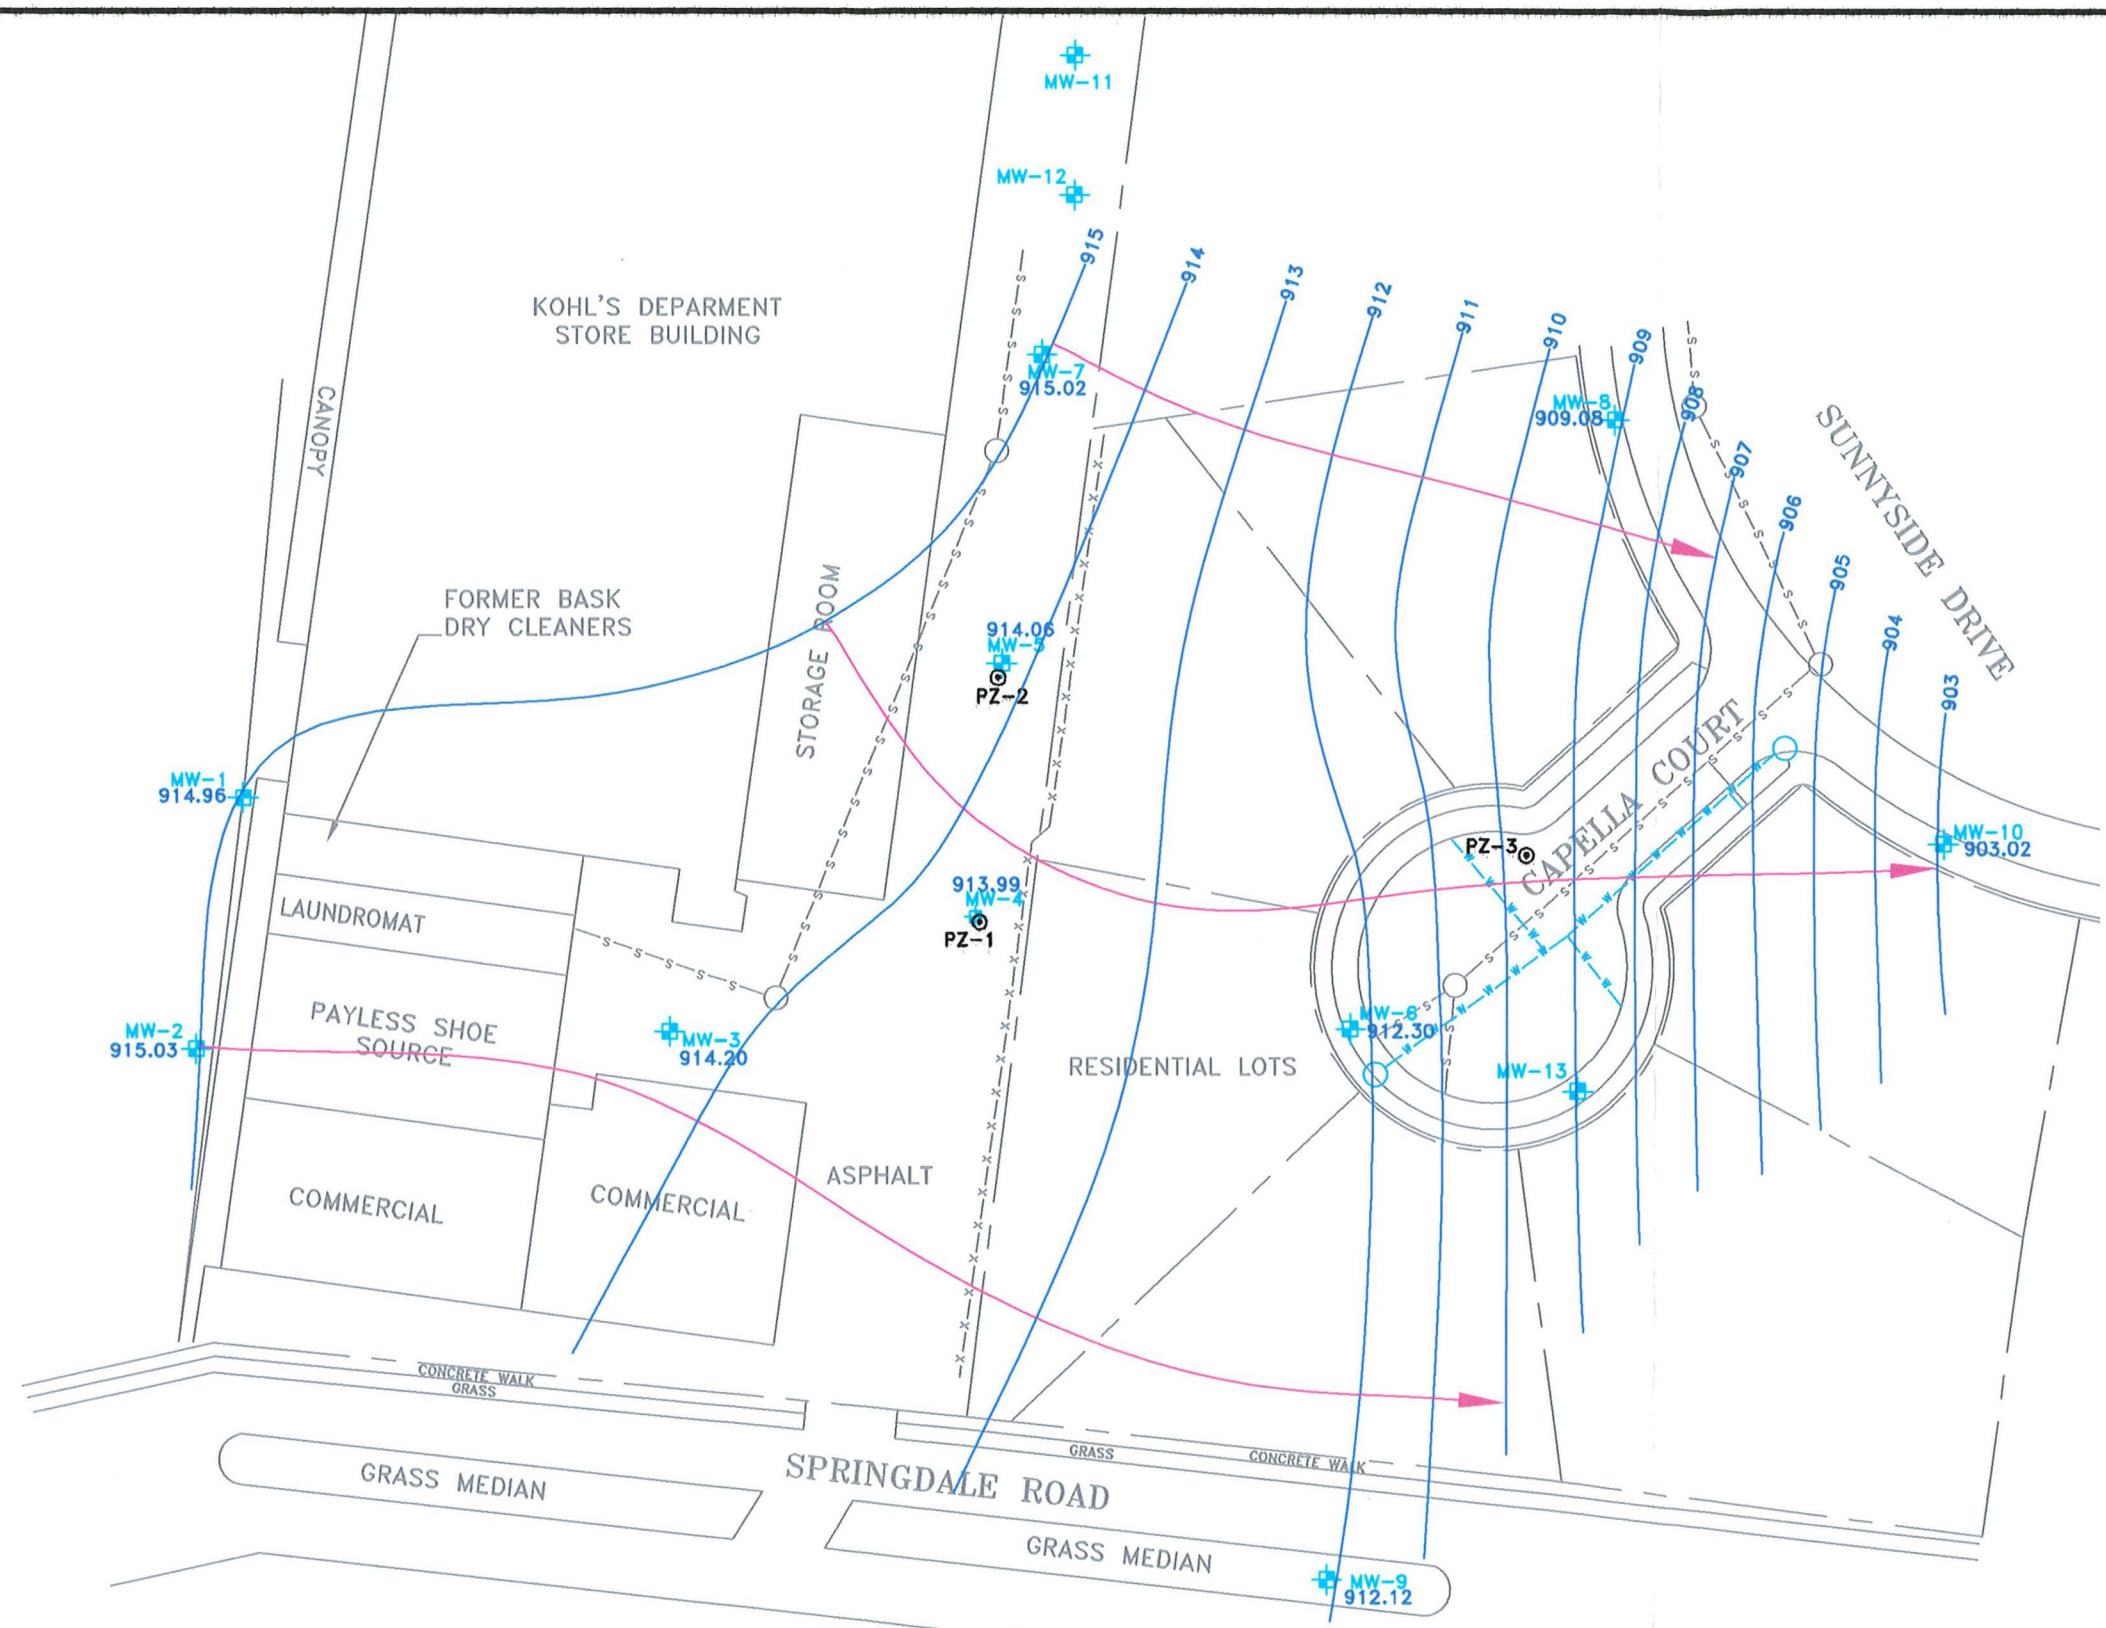 MW-11
MW-12
915
914
913
912
911
910
909
908
907
906
905
904
903
KOHL'S DEPARMENT
STORE BUILDING
CANOPY
MW-7
915.02
MW-8
909.08
SUNNYSIDE DRIVE
FORMER BASK
DRY CLEANERS
STORAGE ROOM
914.06
MW-5
PZ-2
MW-1
914.96
CAPELLA COURT
PZ-3
MW-10
903.02
913.99
MW-4
PZ-1
LAUNDROMAT
PAYLESS SHOE
SOURCE
MW-2
915.03
MW-3
914.20
MW-6
912.30
RESIDENTIAL LOTS
MW-13
ASPHALT
COMMERCIAL
COMMERCIAL
CONCRETE WALK
GRASS
GRASS
CONCRETE WALK
SPRINGDALE ROAD
GRASS MEDIAN
GRASS MEDIAN
MW-9
912.12